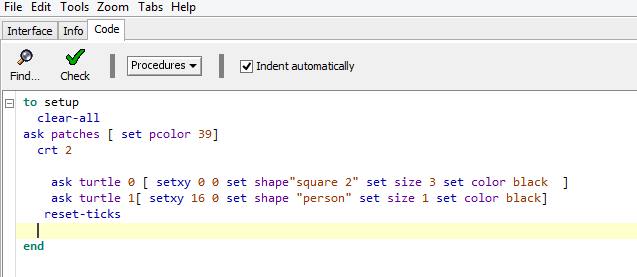 File Edit Tools Zoom Tabs Help
Interface Info Code
Find... Check Procedures Indent automatically
to setup
clear-all
ask patches [ set pcolor 39]
crt 2
ask turtle 0 [ setxy 0 0 set shape"square 2" set size 3 set color black  ]
ask turtle 1[ setxy 16 0 set shape "person" set size 1 set color black]
reset-ticks
end